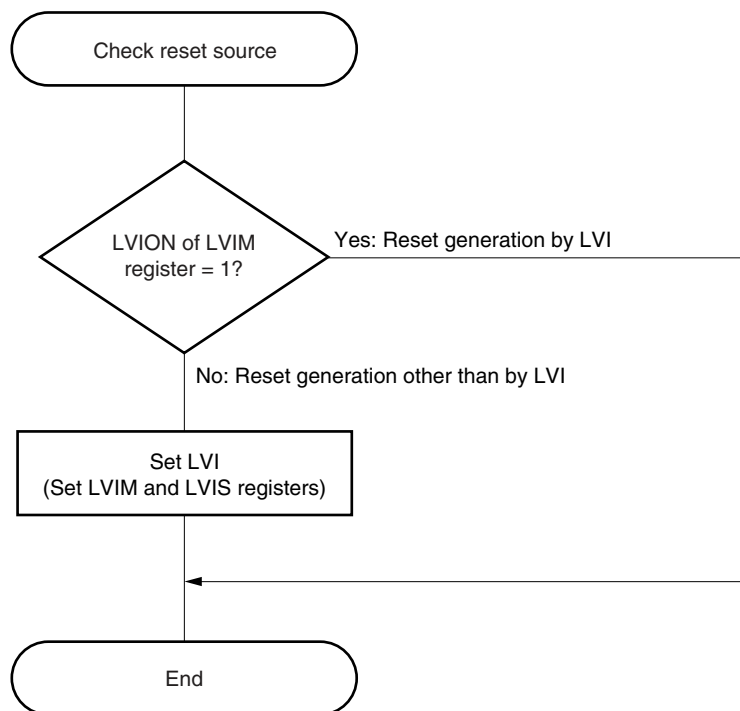 Check reset source
LVION of LVIM
register = 1?
Yes: Reset generation by LVI
No: Reset generation other than by LVI
Set LVI
(Set LVIM and LVIS registers)
End